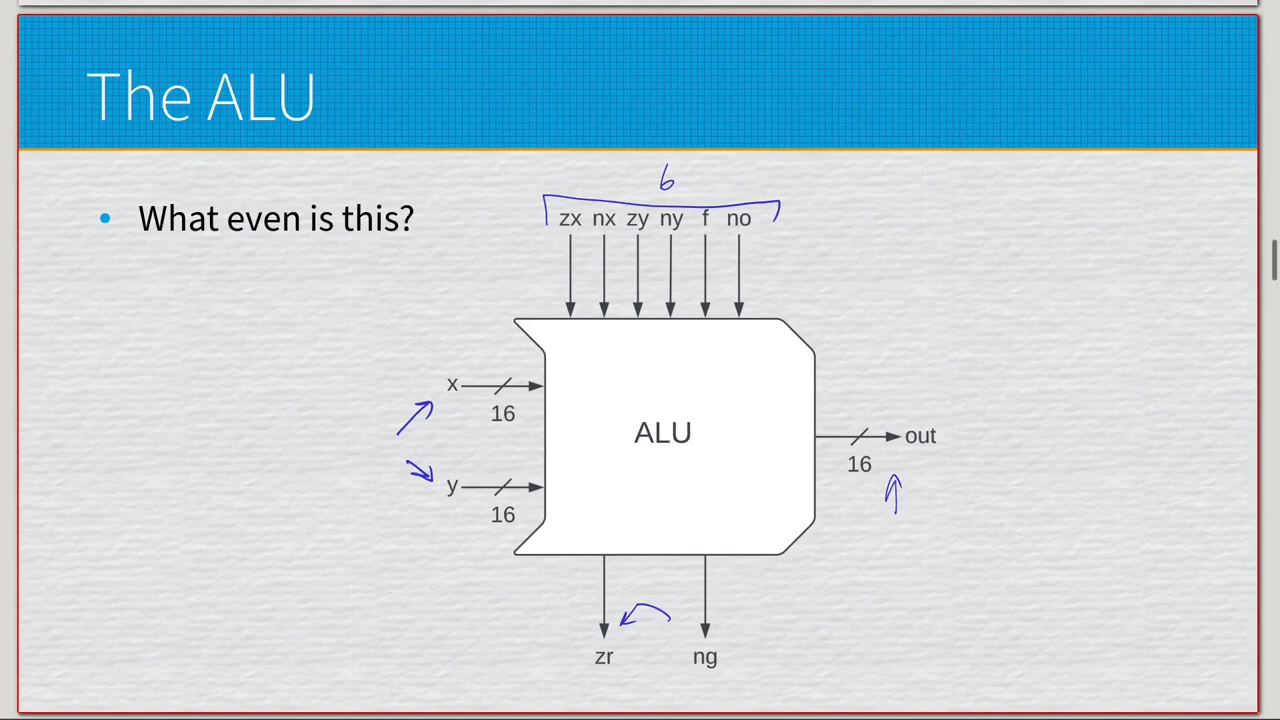 The ALU
• What even is this?
6
zx nx zy ny f no
x
16
ALU
out
16
y
16
zr ng